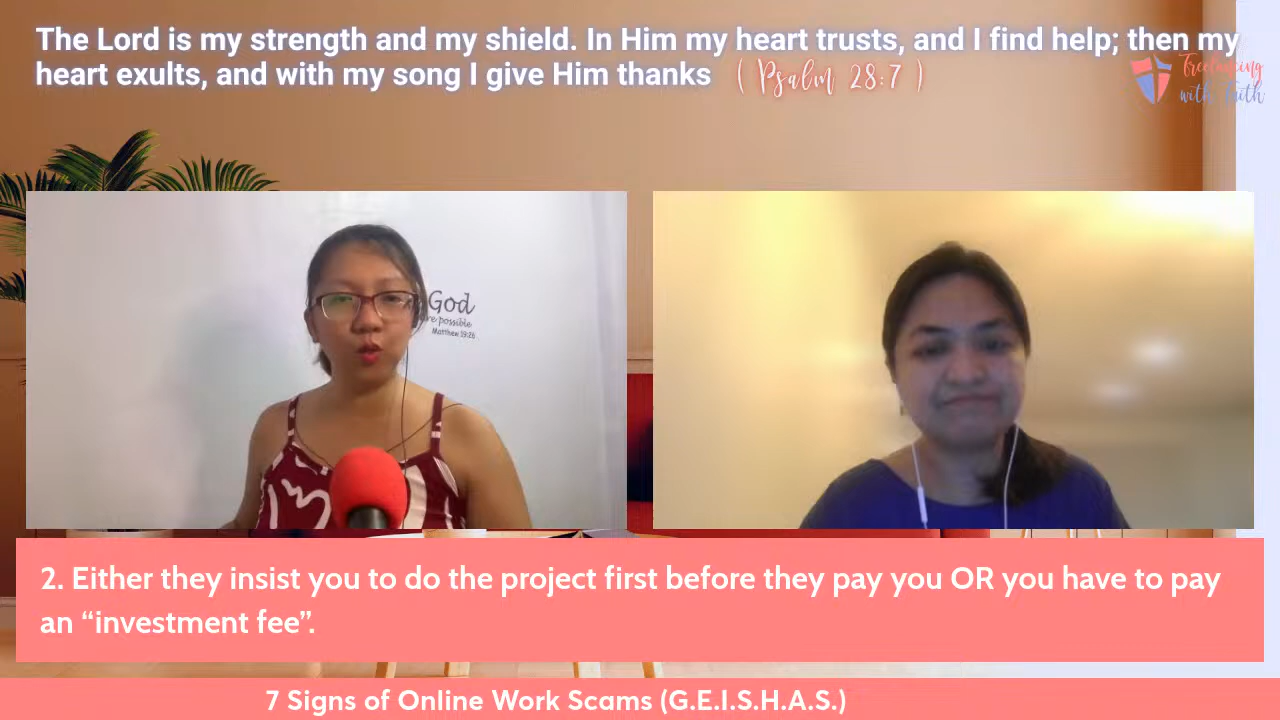 The Lord is my strength and my shield. In Him my heart trusts, and I find help; then my
heart exults, and with my song I give Him thanks ( Psalm 28:7 )
Freelancing
with Faith
God
re possible
Matthew 19:26
2. Either they insist you to do the project first before they pay you OR you have to pay
an “investment fee”.
7 Signs of Online Work Scams (G.E.I.S.H.A.S.)